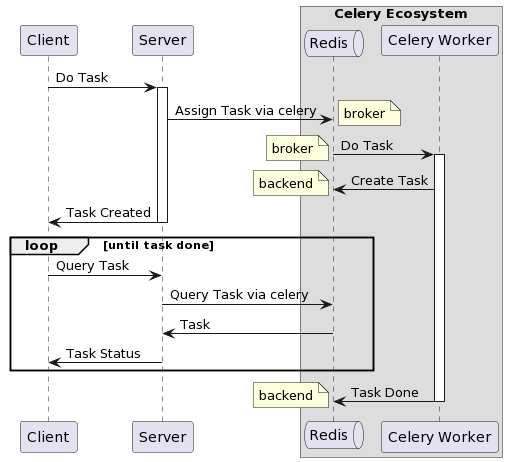 Celery Ecosystem
Client
Server
Redis
Celery Worker
Do Task
Assign Task via celery
broker
broker
Do Task
backend
Create Task
Task Created
loop
[until task done]
Query Task
Query Task via celery
Task
Task Status
backend
Task Done
Client
Server
Redis
Celery Worker